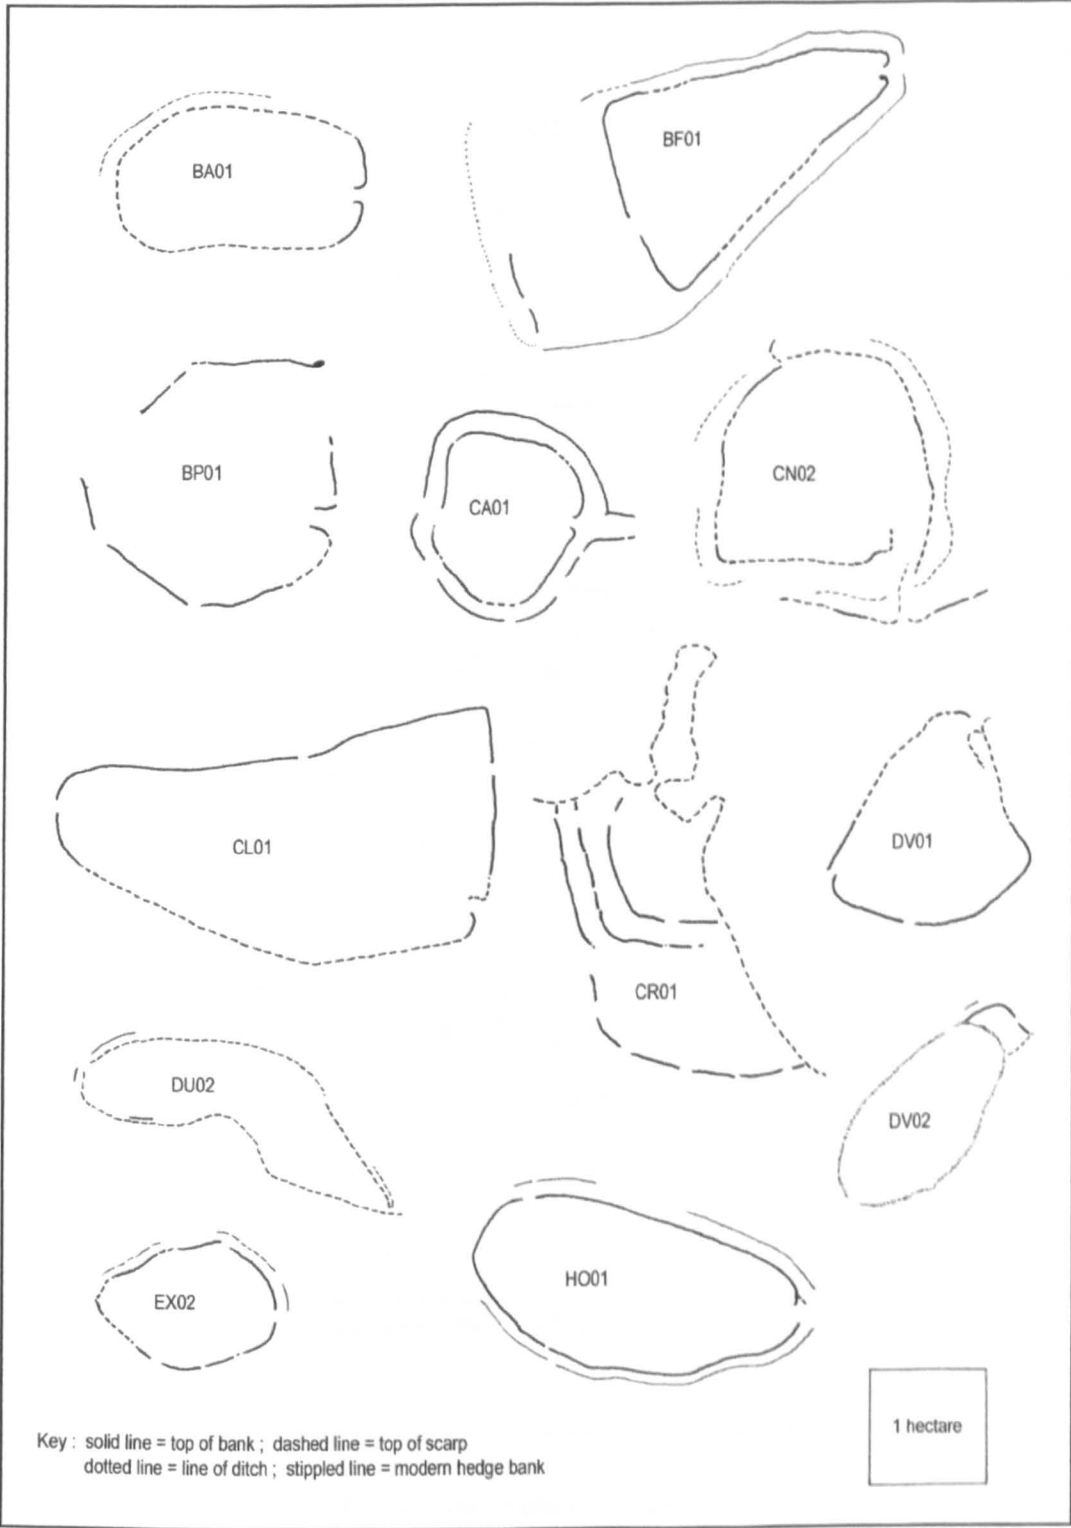 BF01
BA01
BP01
CA01
CN02
CL01
DV01
CR01
DU02
DV02
EX02
HO01
1 hectare
Key : solid line = top of bank ; dashed line = top of scarp
dotted line = line of ditch ; stippled line = modern hedge bank